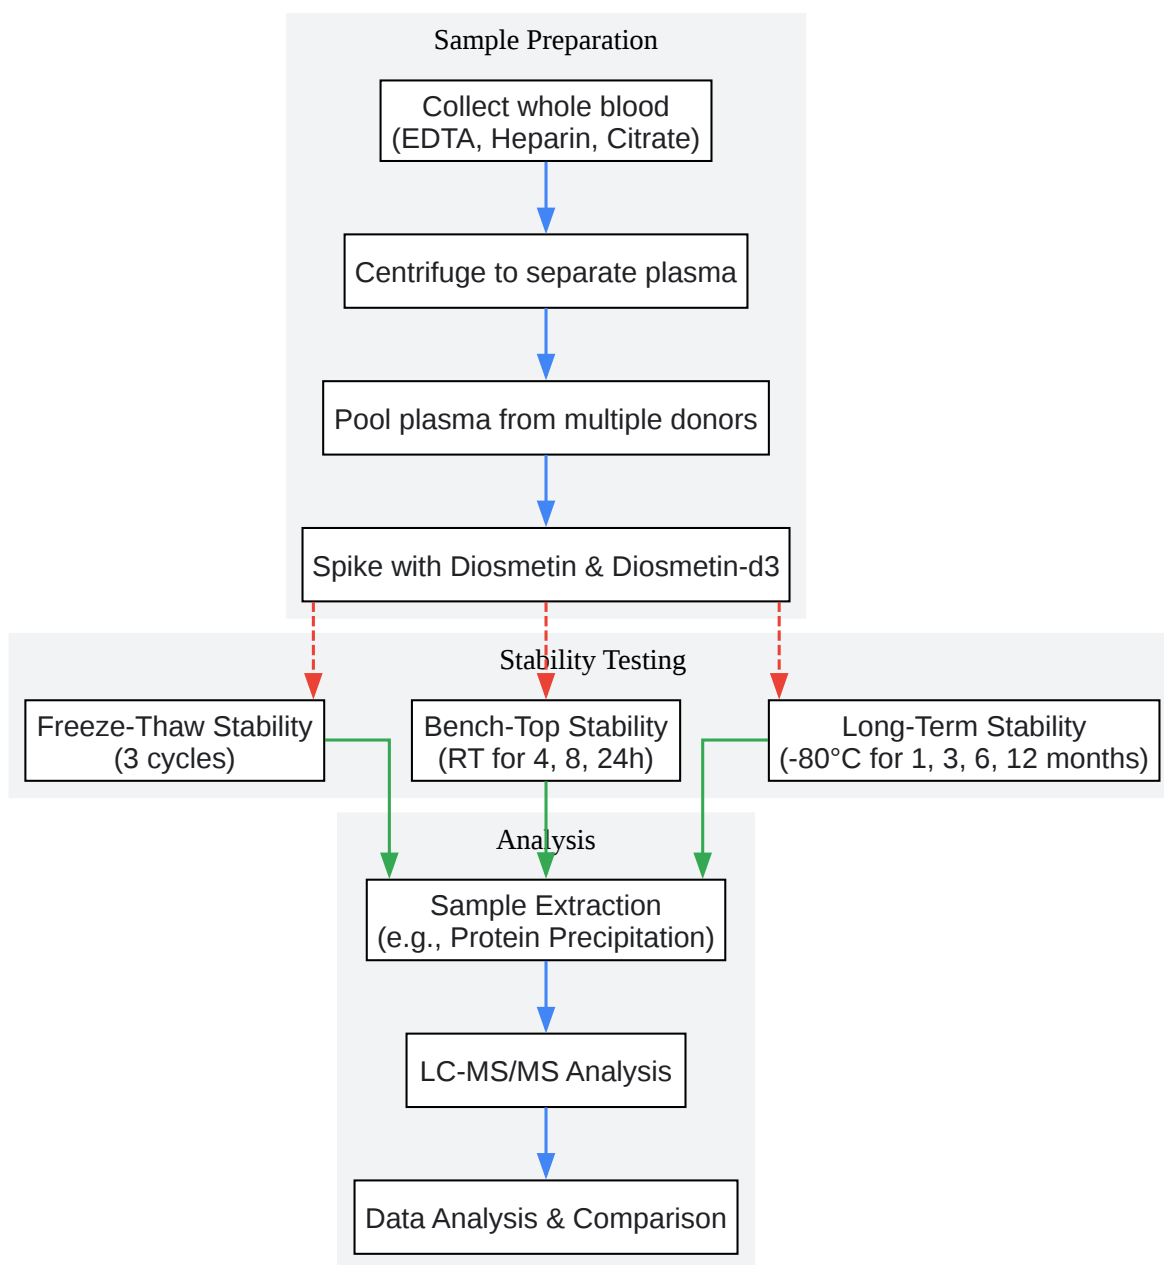 Sample Preparation
Collect whole blood
(EDTA, Heparin, Citrate)
Centrifuge to separate plasma
Pool plasma from multiple donors
Spike with Diosmetin & Diosmetin-d3
Stability Testing
Freeze-Thaw Stability
(3 cycles)
Bench-Top Stability
(RT for 4, 8, 24h)
Long-Term Stability
(-80°C for 1, 3, 6, 12 months)
Analysis
Sample Extraction
(e.g., Protein Precipitation)
LC-MS/MS Analysis
Data Analysis & Comparison